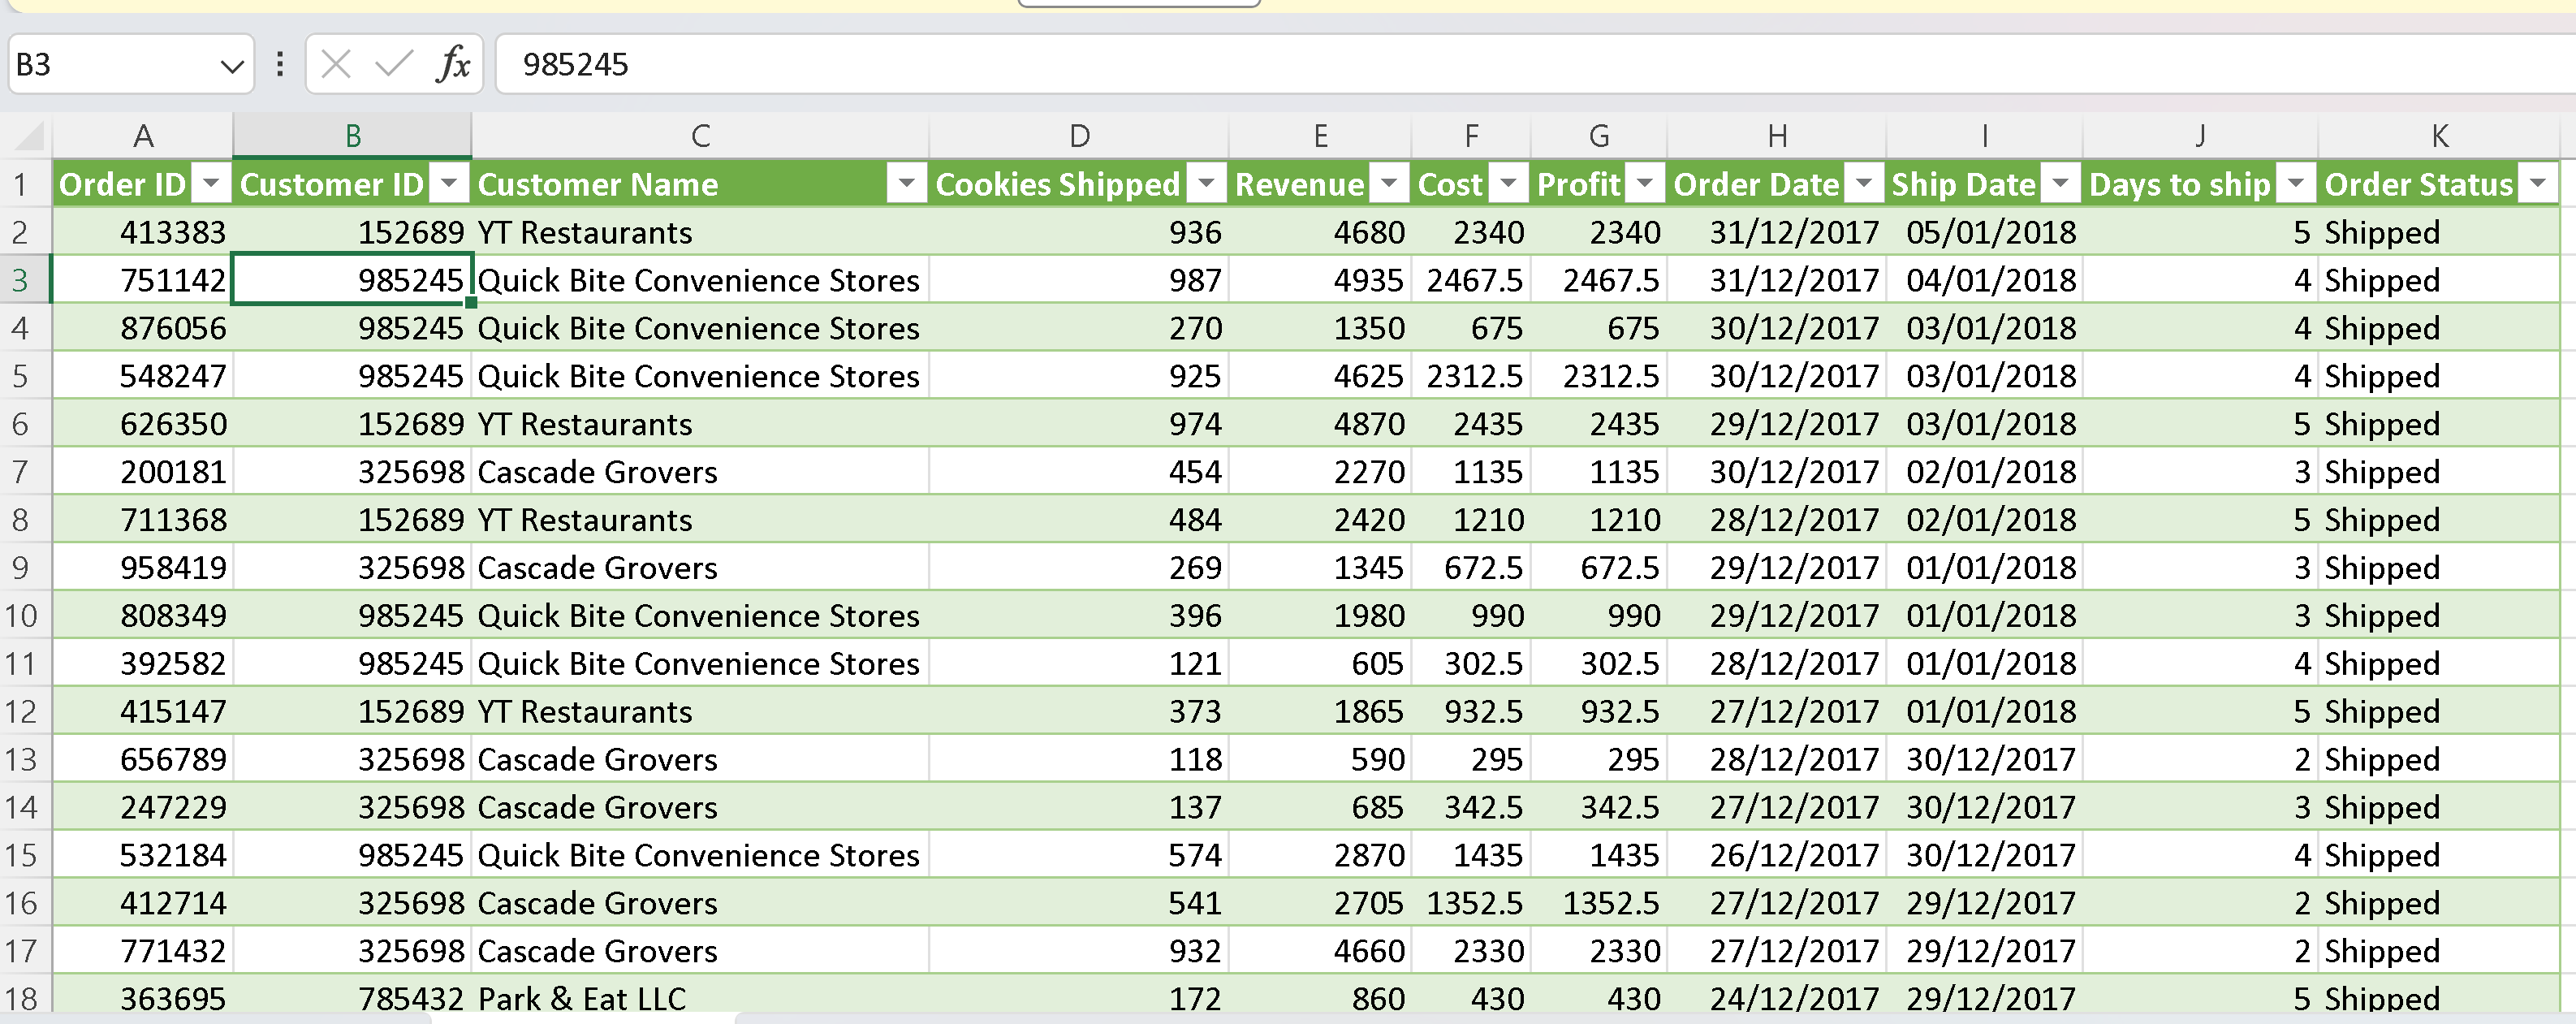 B3 fx 985245
A B C D E F G H I J K
1 Order ID Customer ID Customer Name Cookies Shipped Revenue Cost Profit Order Date Ship Date Days to ship Order Status
2 413383 152689 YT Restaurants 936 4680 2340 2340 31/12/2017 05/01/2018 5 Shipped
3 751142 985245 Quick Bite Convenience Stores 987 4935 2467.5 2467.5 31/12/2017 04/01/2018 4 Shipped
4 876056 985245 Quick Bite Convenience Stores 270 1350 675 675 30/12/2017 03/01/2018 4 Shipped
5 548247 985245 Quick Bite Convenience Stores 925 4625 2312.5 2312.5 30/12/2017 03/01/2018 4 Shipped
6 626350 152689 YT Restaurants 974 4870 2435 2435 29/12/2017 03/01/2018 5 Shipped
7 200181 325698 Cascade Grovers 454 2270 1135 1135 30/12/2017 02/01/2018 3 Shipped
8 711368 152689 YT Restaurants 484 2420 1210 1210 28/12/2017 02/01/2018 5 Shipped
9 958419 325698 Cascade Grovers 269 1345 672.5 672.5 29/12/2017 01/01/2018 3 Shipped
10 808349 985245 Quick Bite Convenience Stores 396 1980 990 990 29/12/2017 01/01/2018 3 Shipped
11 392582 985245 Quick Bite Convenience Stores 121 605 302.5 302.5 28/12/2017 01/01/2018 4 Shipped
12 415147 152689 YT Restaurants 373 1865 932.5 932.5 27/12/2017 01/01/2018 5 Shipped
13 656789 325698 Cascade Grovers 118 590 295 295 28/12/2017 30/12/2017 2 Shipped
14 247229 325698 Cascade Grovers 137 685 342.5 342.5 27/12/2017 30/12/2017 3 Shipped
15 532184 985245 Quick Bite Convenience Stores 574 2870 1435 1435 26/12/2017 30/12/2017 4 Shipped
16 412714 325698 Cascade Grovers 541 2705 1352.5 1352.5 27/12/2017 29/12/2017 2 Shipped
17 771432 325698 Cascade Grovers 932 4660 2330 2330 27/12/2017 29/12/2017 2 Shipped
18 363695 785432 Park & Eat LLC 172 860 430 430 24/12/2017 29/12/2017 5 Shipped